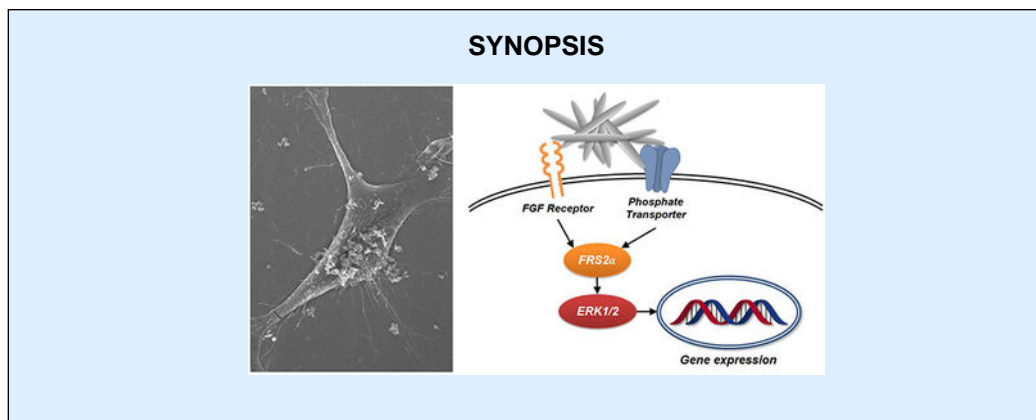 SYNOPSIS
FGF Receptor
Phosphate
Transporter
FRS2α
ERK1/2
Gene expression